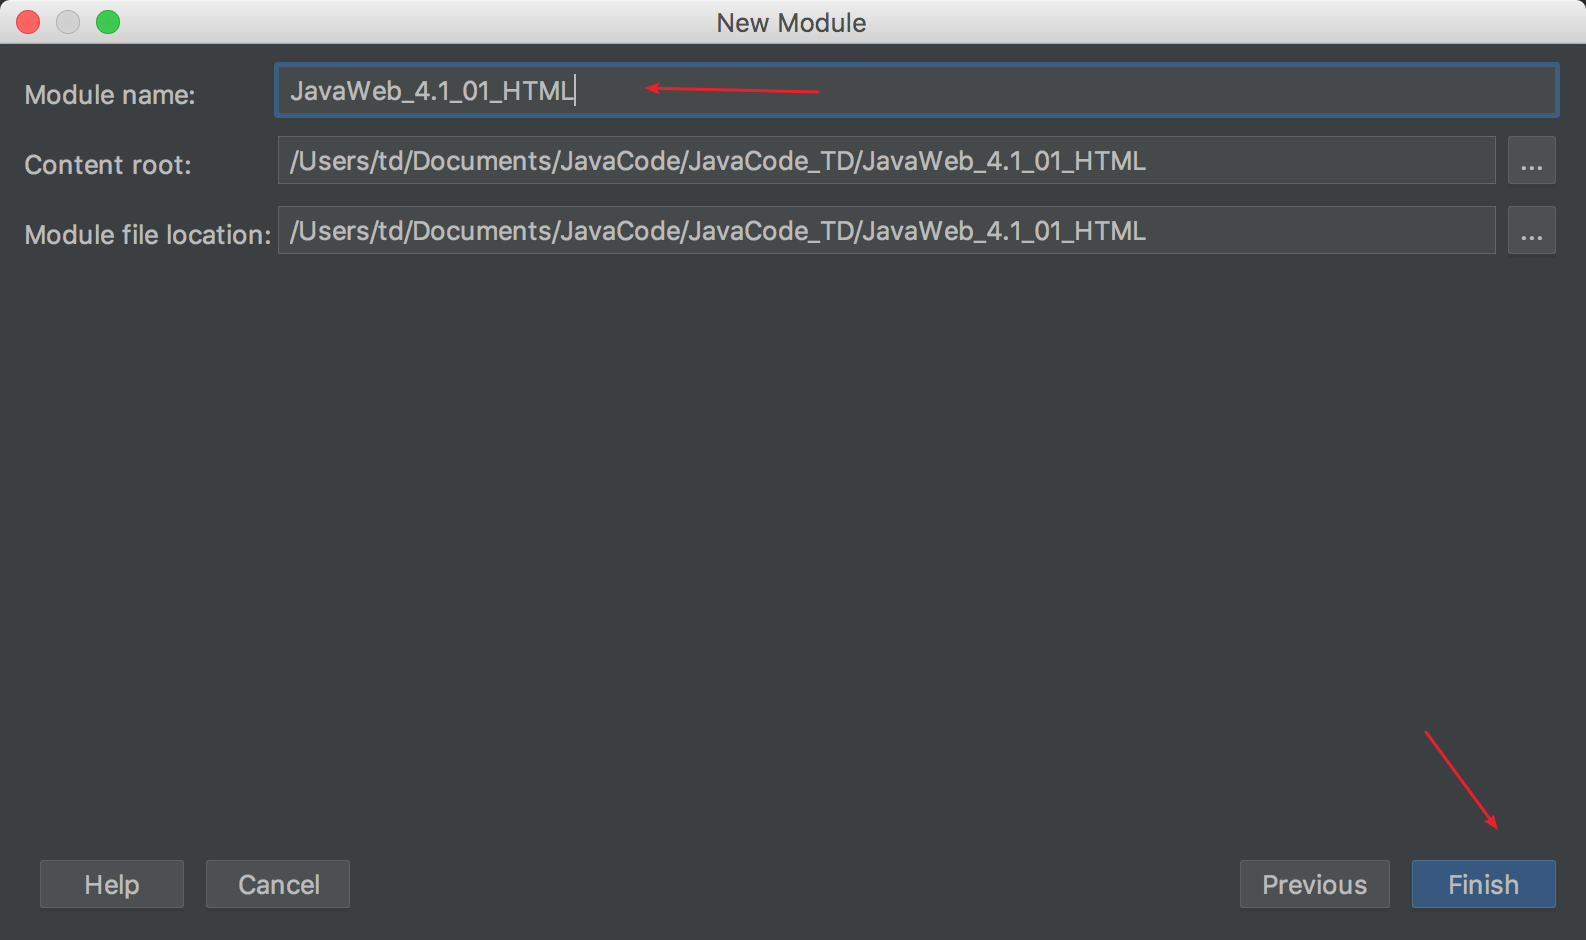 New Module
Module name: JavaWeb_4.1_01_HTML
Content root: /Users/td/Documents/JavaCode/JavaCode_TD/JavaWeb_4.1_01_HTML ...
Module file location: /Users/td/Documents/JavaCode/JavaCode_TD/JavaWeb_4.1_01_HTML ...
Help Cancel Previous Finish